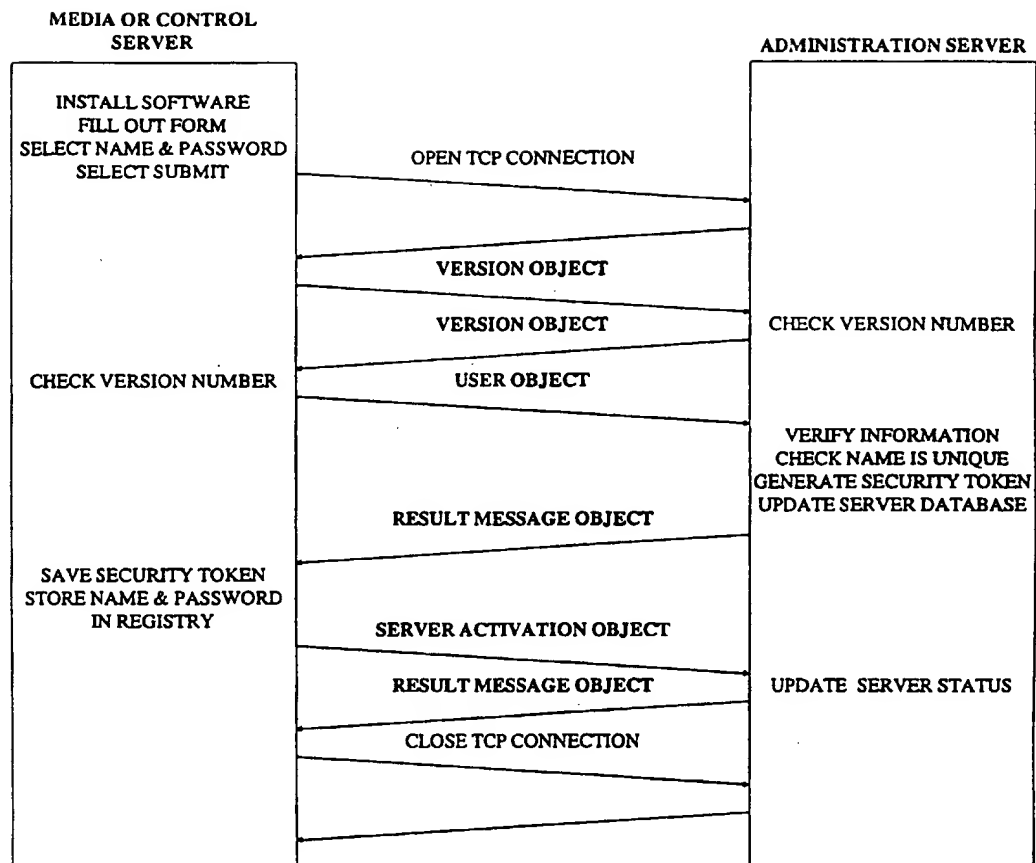 MEDIA OR CONTROL
SERVER
ADMINISTRATION SERVER
INSTALL SOFTWARE
FILL OUT FORM
SELECT NAME & PASSWORD
SELECT SUBMIT
OPEN TCP CONNECTION
VERSION OBJECT
VERSION OBJECT
CHECK VERSION NUMBER
CHECK VERSION NUMBER
USER OBJECT
VERIFY INFORMATION
CHECK NAME IS UNIQUE
GENERATE SECURITY TOKEN
UPDATE SERVER DATABASE
RESULT MESSAGE OBJECT
SAVE SECURITY TOKEN
STORE NAME & PASSWORD
IN REGISTRY
SERVER ACTIVATION OBJECT
RESULT MESSAGE OBJECT
UPDATE SERVER STATUS
CLOSE TCP CONNECTION